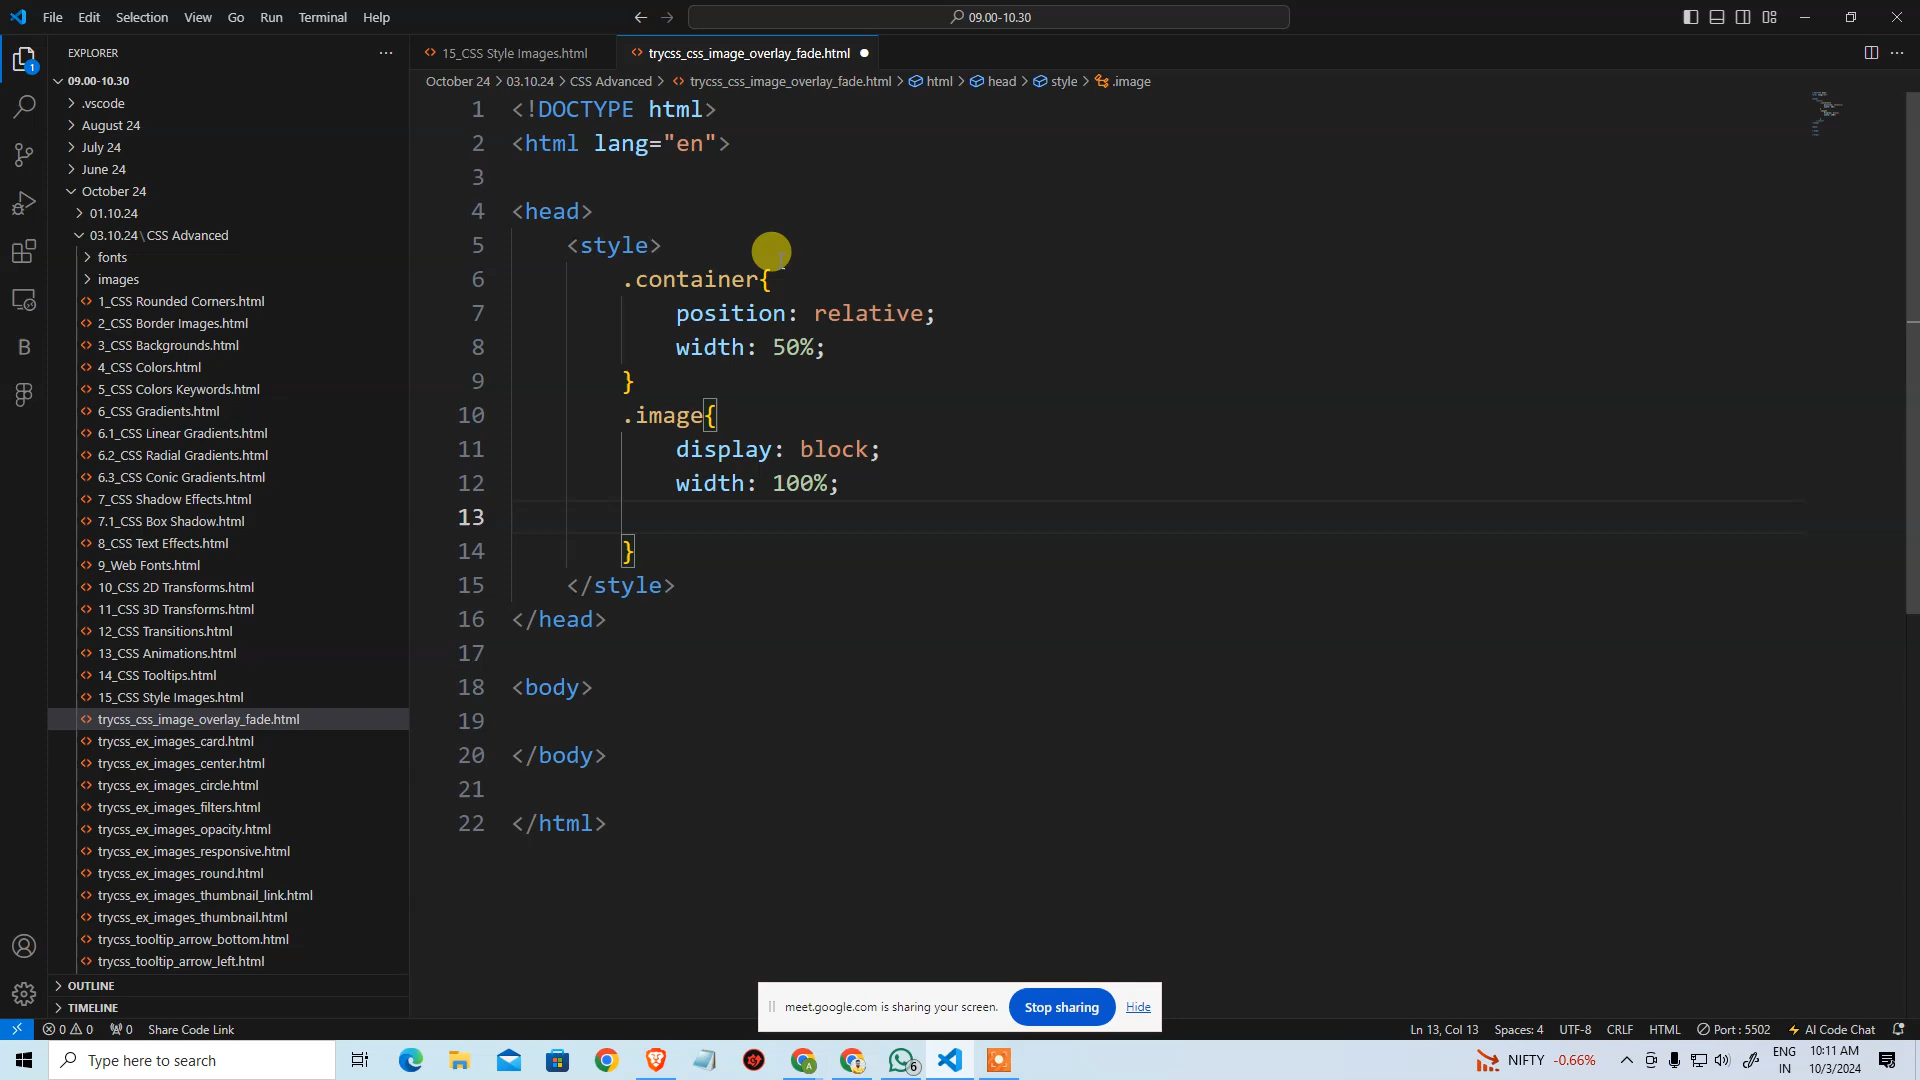 File Edit Selection View Go Run Terminal Help
09.00-10.30
EXPLORER
15_CSS Style Images.html
trycss_css_image_overlay_fade.html
09.00-10.30
October 24 > 03.10.24 > CSS Advanced > trycss_css_image_overlay_fade.html > html > head > style > .image
.vscode
August 24
July 24
June 24
October 24
01.10.24
03.10.24\CSS Advanced
fonts
images
1_CSS Rounded Corners.html
2_CSS Border Images.html
3_CSS Backgrounds.html
4_CSS Colors.html
5_CSS Colors Keywords.html
6_CSS Gradients.html
6.1_CSS Linear Gradients.html
6.2_CSS Radial Gradients.html
6.3_CSS Conic Gradients.html
7_CSS Shadow Effects.html
7.1_CSS Box Shadow.html
8_CSS Text Effects.html
9_Web Fonts.html
10_CSS 2D Transforms.html
11_CSS 3D Transforms.html
12_CSS Transitions.html
13_CSS Animations.html
14_CSS Tooltips.html
15_CSS Style Images.html
trycss_css_image_overlay_fade.html
trycss_ex_images_card.html
trycss_ex_images_center.html
trycss_ex_images_circle.html
trycss_ex_images_filters.html
trycss_ex_images_opacity.html
trycss_ex_images_responsive.html
trycss_ex_images_round.html
trycss_ex_images_thumbnail_link.html
trycss_ex_images_thumbnail.html
trycss_tooltip_arrow_bottom.html
trycss_tooltip_arrow_left.html
OUTLINE
TIMELINE
1 <!DOCTYPE html>
2 <html lang="en">
3
4 <head>
5 <style>
6 .container{
7 position: relative;
8 width: 50%;
9 }
10 .image{
11 display: block;
12 width: 100%;
13
14 }
15 </style>
16 </head>
17
18 <body>
19
20 </body>
21
22 </html>
meet.google.com is sharing your screen. Stop sharing Hide
0 0 0 Share Code Link
Ln 13, Col 13 Spaces: 4 UTF-8 CRLF HTML Port : 5502 AI Code Chat
Type here to search
6
NIFTY -0.66%
ENG IN
10:11 AM
10/3/2024